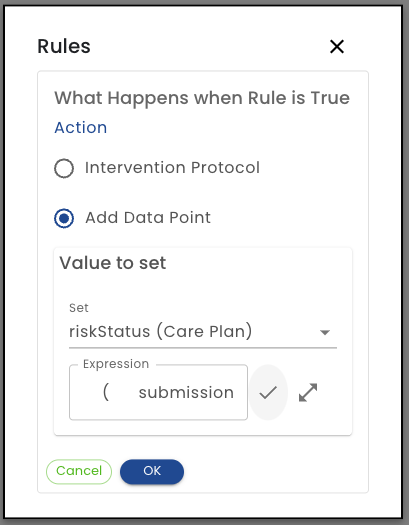 Rules
What Happens when Rule is True
Action
Intervention Protocol
Add Data Point
Value to set
Set
riskStatus (Care Plan)
Expression
( submission
Cancel OK